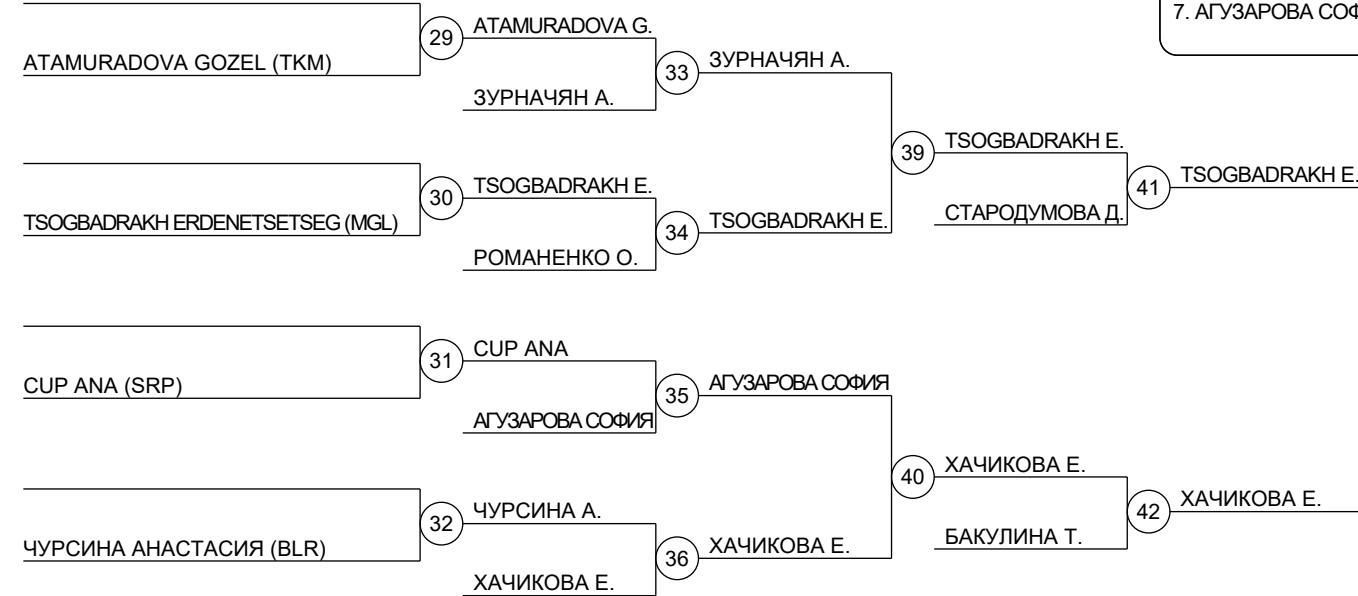 7. АГУЗАРОВА СОФ
29
ATAMURADOVA G.
ATAMURADOVA GOZEL (TKM)
33
ЗУРНАЧЯН А.
ЗУРНАЧЯН А.
39
TSOGBADRAKH E.
30
TSOGBADRAKH E.
41
TSOGBADRAKH E.
TSOGBADRAKH ERDENETSETSEG (MGL)
34
TSOGBADRAKH E.
СТАРОДУМОВА Д.
РОМАНЕНКО О.
31
CUP ANA
CUP ANA (SRP)
35
АГУЗАРОВА СОФИЯ
АГУЗАРОВА СОФИЯ
40
ХАЧИКОВА Е.
32
ЧУРСИНА А.
42
ХАЧИКОВА Е.
БАКУЛИНА Т.
ЧУРСИНА АНАСТАСИЯ (BLR)
36
ХАЧИКОВА Е.
ХАЧИКОВА Е.